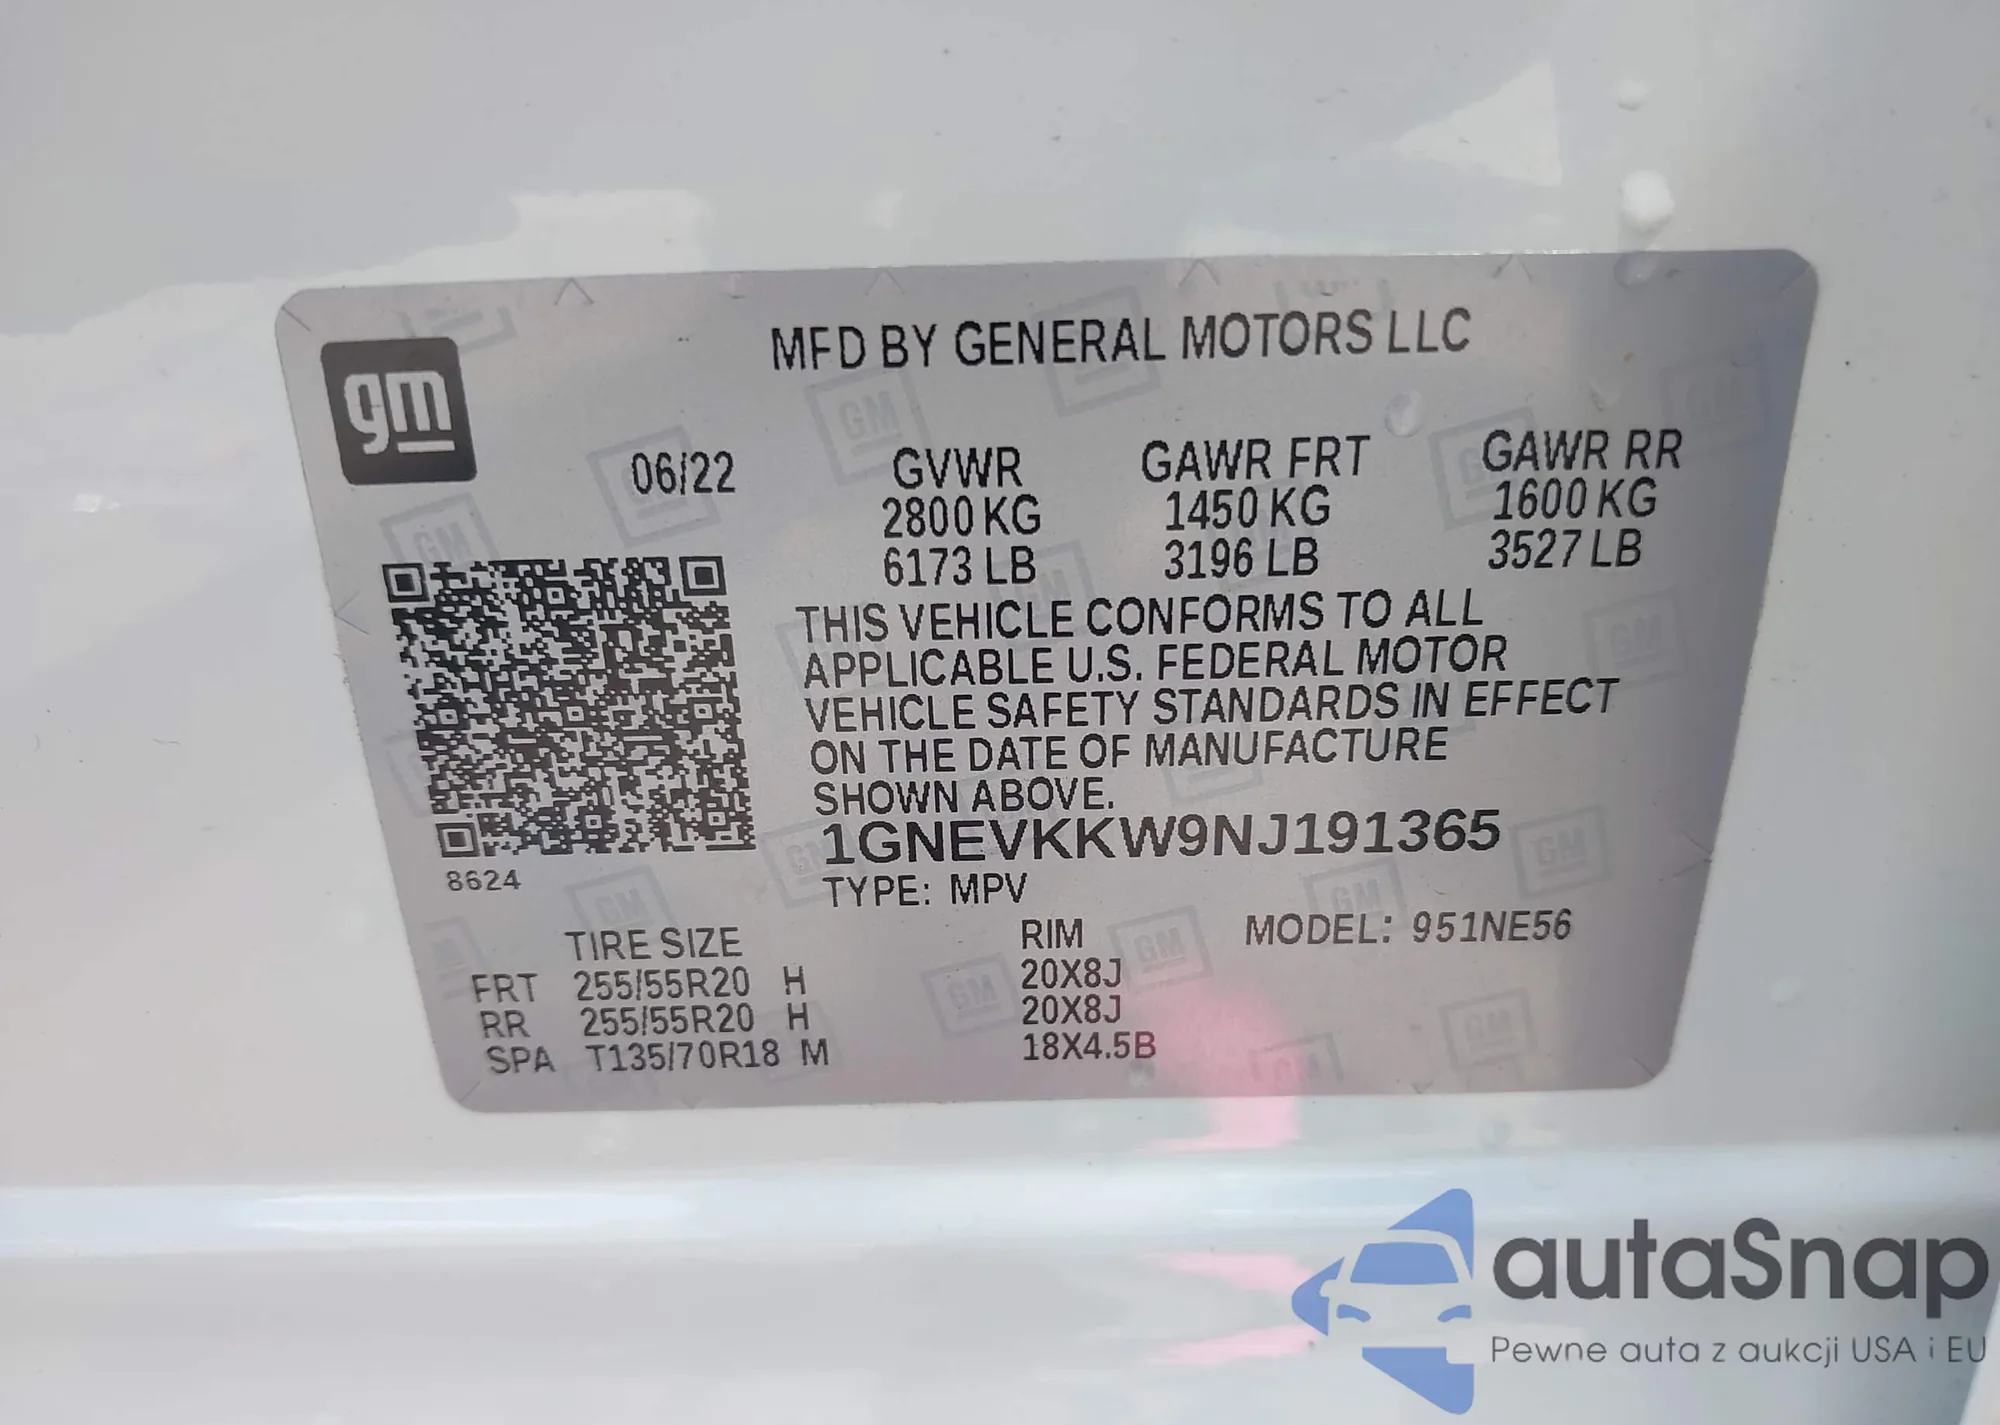 gm
MFD BY GENERAL MOTORS LLC
06/22 GVWR GAWR FRT GAWR RR
2800 KG 1450 KG 1600 KG
6173 LB 3196 LB 3527 LB
THIS VEHICLE CONFORMS TO ALL
APPLICABLE U.S. FEDERAL MOTOR
VEHICLE SAFETY STANDARDS IN EFFECT
ON THE DATE OF MANUFACTURE
SHOWN ABOVE.
1GNEVKKW9NJ191365
8624
TYPE: MPV
TIRE SIZE RIM MODEL: 951NE56
FRT 255/55R20 H 20X8J
RR 255/55R20 H 20X8J
SPA T135/70R18 M 18X4.5B
autaSnap
Pewne auta z aukcji USA i EU